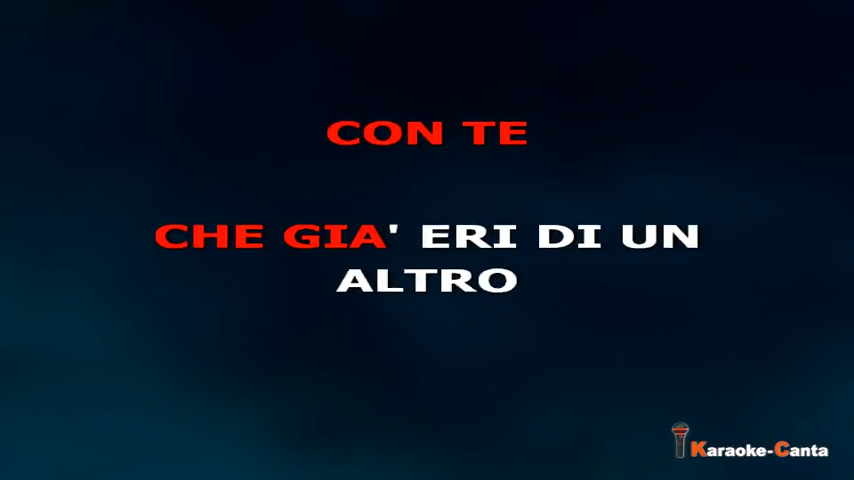 CON TE
CHE GIA' ERI DI UN
ALTRO
Karaoke-Canta